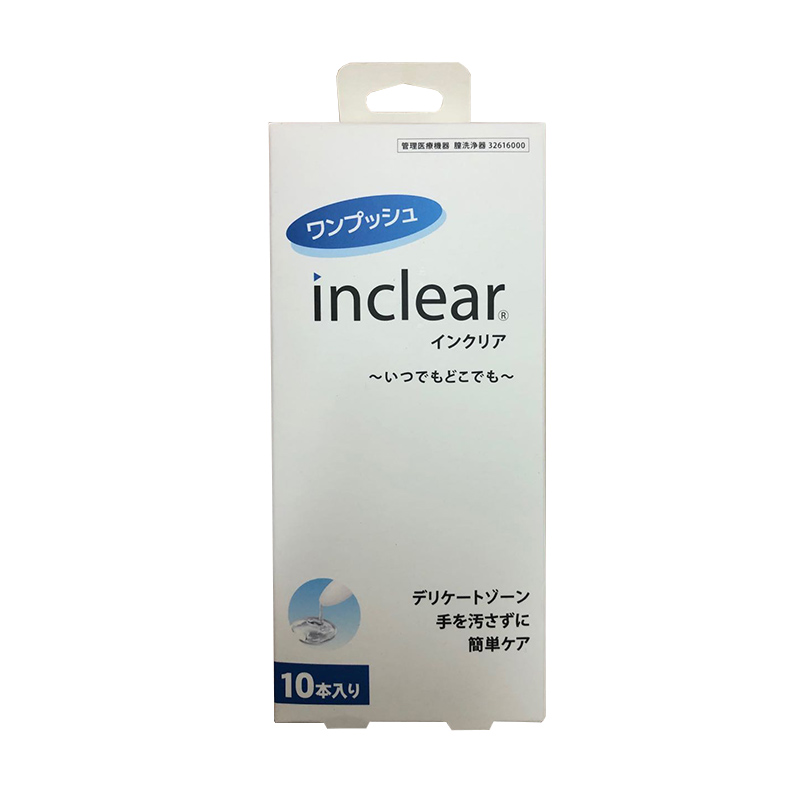 管理医療機器 膣洗浄器 32616000
ワンプッシュ
inclear®
インクリア
～いつでもどこでも～
デリケートゾーン
手を汚さずに
簡単ケア
10本入り